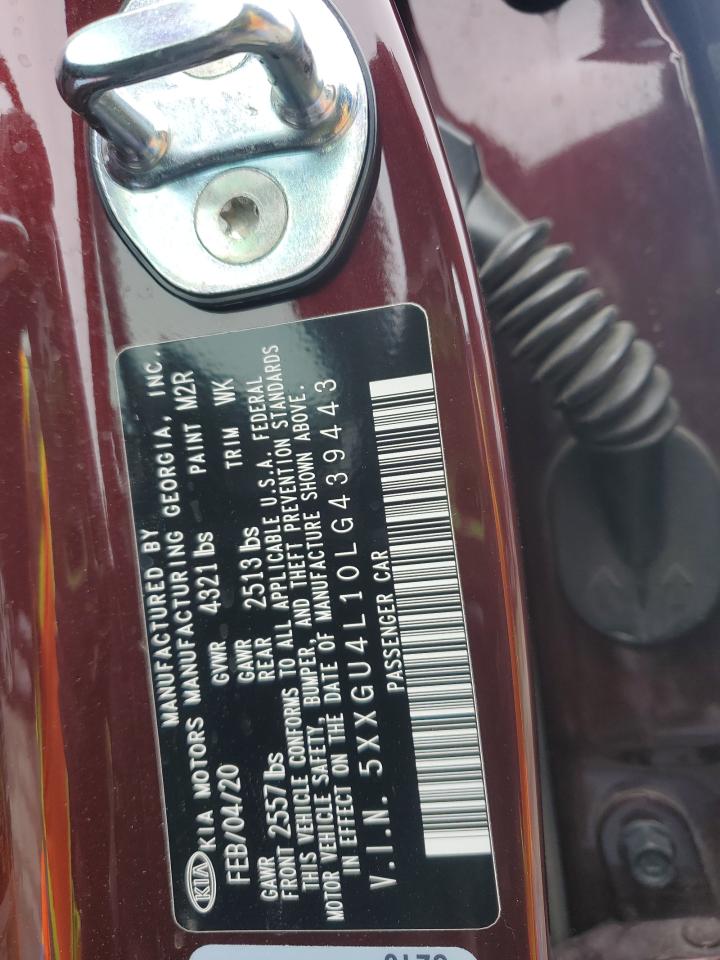 MANUFACTURED BY
KIA KIA MOTORS MANUFACTURING GEORGIA, INC.
FEB/04/20 GVWR 4321 lbs PAINT M2R
GAWR FRONT 2557 lbs GAWR REAR 2513 lbs TRIM WK
THIS VEHICLE CONFORMS TO ALL APPLICABLE U.S.A. FEDERAL
MOTOR VEHICLE SAFETY, BUMPER, AND THEFT PREVENTION STANDARDS
IN EFFECT ON THE DATE OF MANUFACTURE SHOWN ABOVE.
V.I.N. 5XXGU4L10LG439443
PASSENGER CAR